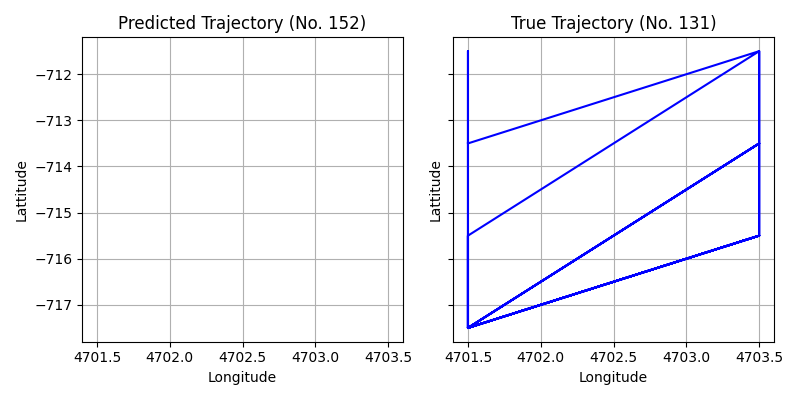 Predicted Trajectory (No. 152)
True Trajectory (No. 131)
Lattitude
−712
−713
−714
−715
−716
−717
4701.5 4702.0 4702.5 4703.0 4703.5
Longitude
Lattitude
4701.5 4702.0 4702.5 4703.0 4703.5
Longitude